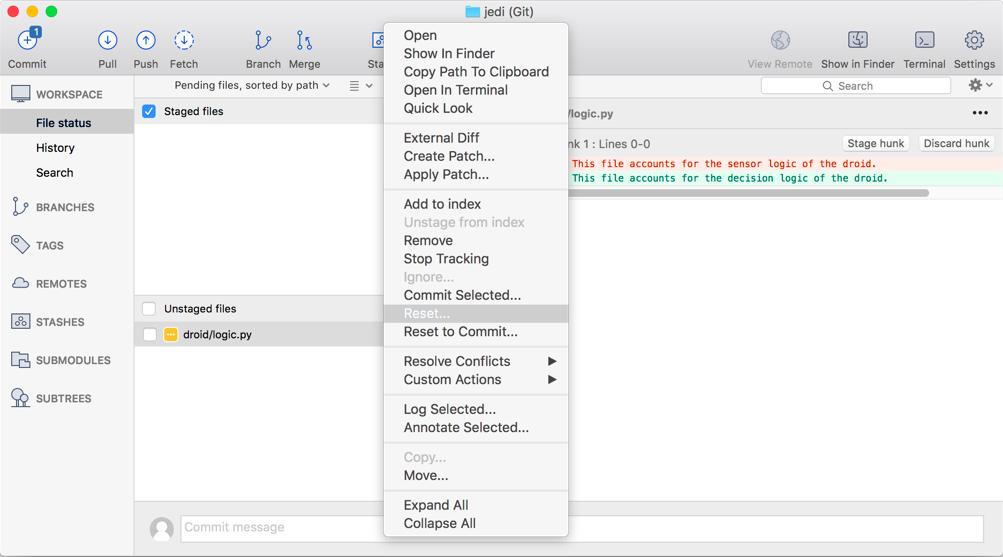 jedi (Git)
1
Commit
Pull
Push
Fetch
Branch
Merge
Sta
View Remote
Show in Finder
Terminal
Settings
WORKSPACE
File status
History
Search
BRANCHES
TAGS
REMOTES
STASHES
SUBMODULES
SUBTREES
Pending files, sorted by path
Search
Staged files
Unstaged files
droid/logic.py
Open
Show In Finder
Copy Path To Clipboard
Open In Terminal
Quick Look
External Diff
Create Patch...
Apply Patch...
Add to index
Unstage from index
Remove
Stop Tracking
Ignore...
Commit Selected...
Reset...
Reset to Commit...
Resolve Conflicts
Custom Actions
Log Selected...
Annotate Selected...
Copy...
Move...
Expand All
Collapse All
/logic.py
nk 1 : Lines 0-0
Stage hunk
Discard hunk
This file accounts for the sensor logic of the droid.
This file accounts for the decision logic of the droid.
Commit message